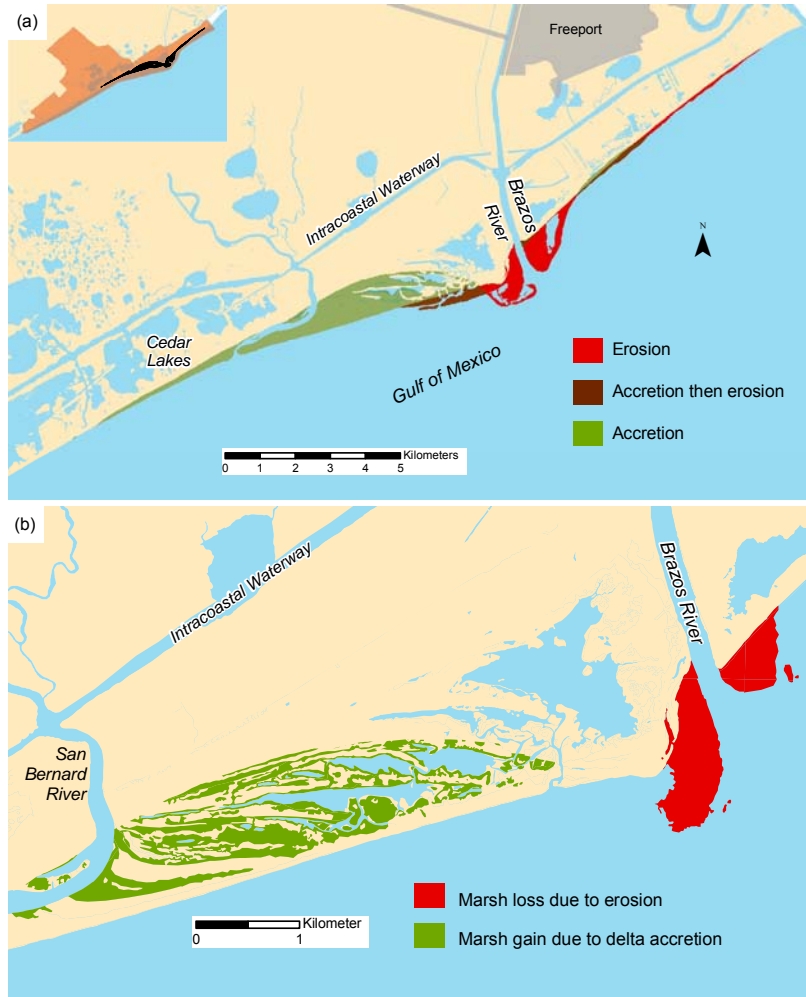 (a)
Freeport
Intracoastal Waterway
Brazos
River
N
Cedar
Lakes
Gulf of Mexico
Erosion
Accretion then erosion
Accretion
Kilometers
0 1 2 3 4 5
(b)
Intracoastal Waterway
Brazos River
San
Bernard
River
Marsh loss due to erosion
Kilometer
0 1
Marsh gain due to delta accretion